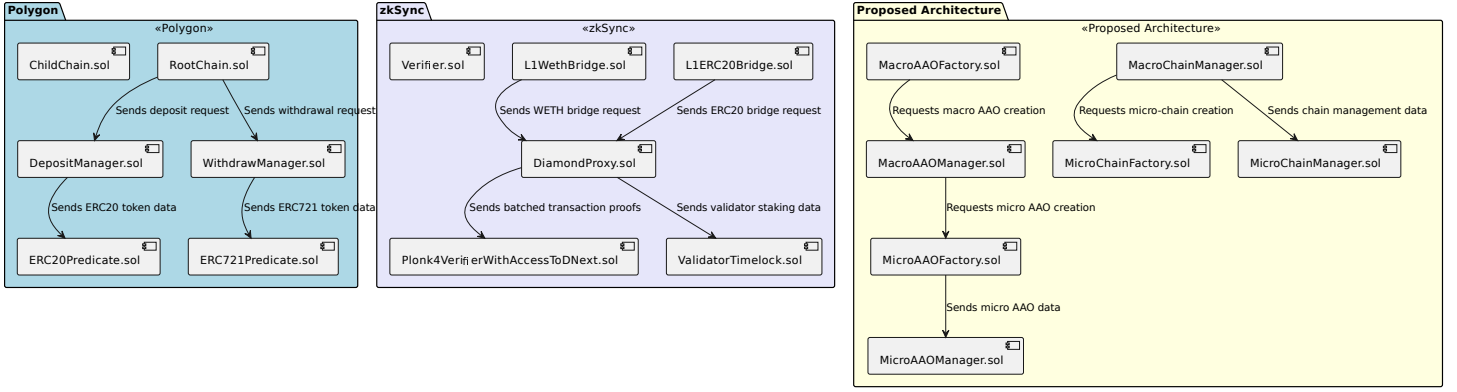 Polygon
«Polygon»
ChildChain.sol
RootChain.sol
Sends deposit request
Sends withdrawal request
DepositManager.sol
WithdrawManager.sol
Sends ERC20 token data
Sends ERC721 token data
ERC20Predicate.sol
ERC721Predicate.sol
zkSync
«zkSync»
Verifier.sol
L1WethBridge.sol
L1ERC20Bridge.sol
Sends WETH bridge request
Sends ERC20 bridge request
DiamondProxy.sol
Sends batched transaction proofs
Sends validator staking data
Plonk4VerifierWithAccessToDNext.sol
ValidatorTimelock.sol
Proposed Architecture
«Proposed Architecture»
MacroAAOFactory.sol
MacroChainManager.sol
Requests macro AAO creation
Requests micro-chain creation
Sends chain management data
MacroAAOManager.sol
MicroChainFactory.sol
MicroChainManager.sol
Requests micro AAO creation
MicroAAOFactory.sol
Sends micro AAO data
MicroAAOManager.sol